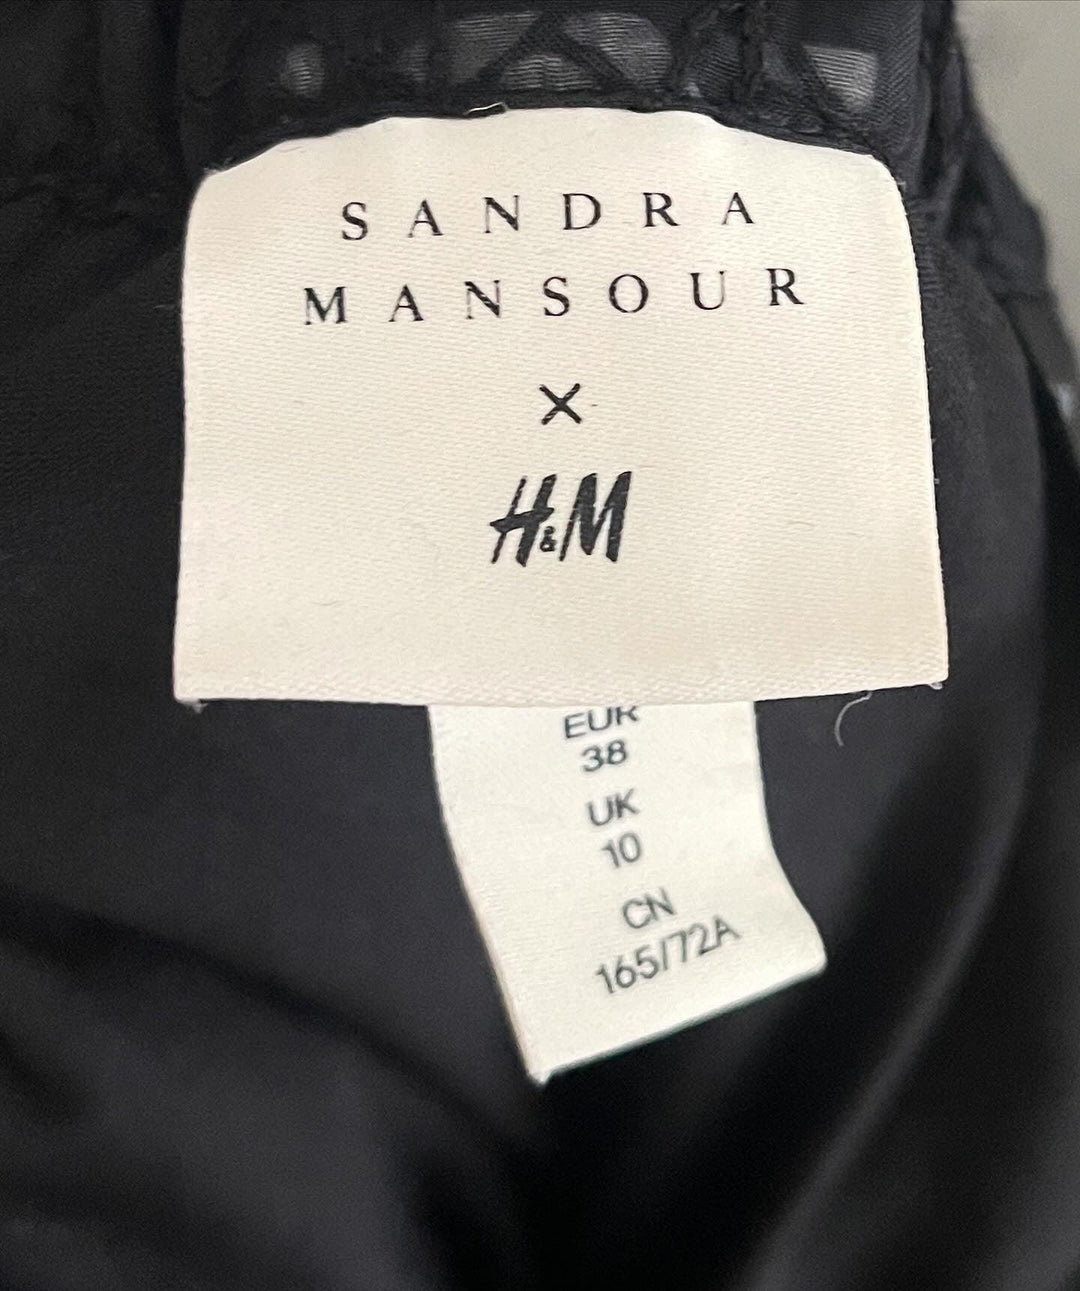 SANDRA
MANSOUR
×
H&M
EUR
38
UK
10
CN
165/72A